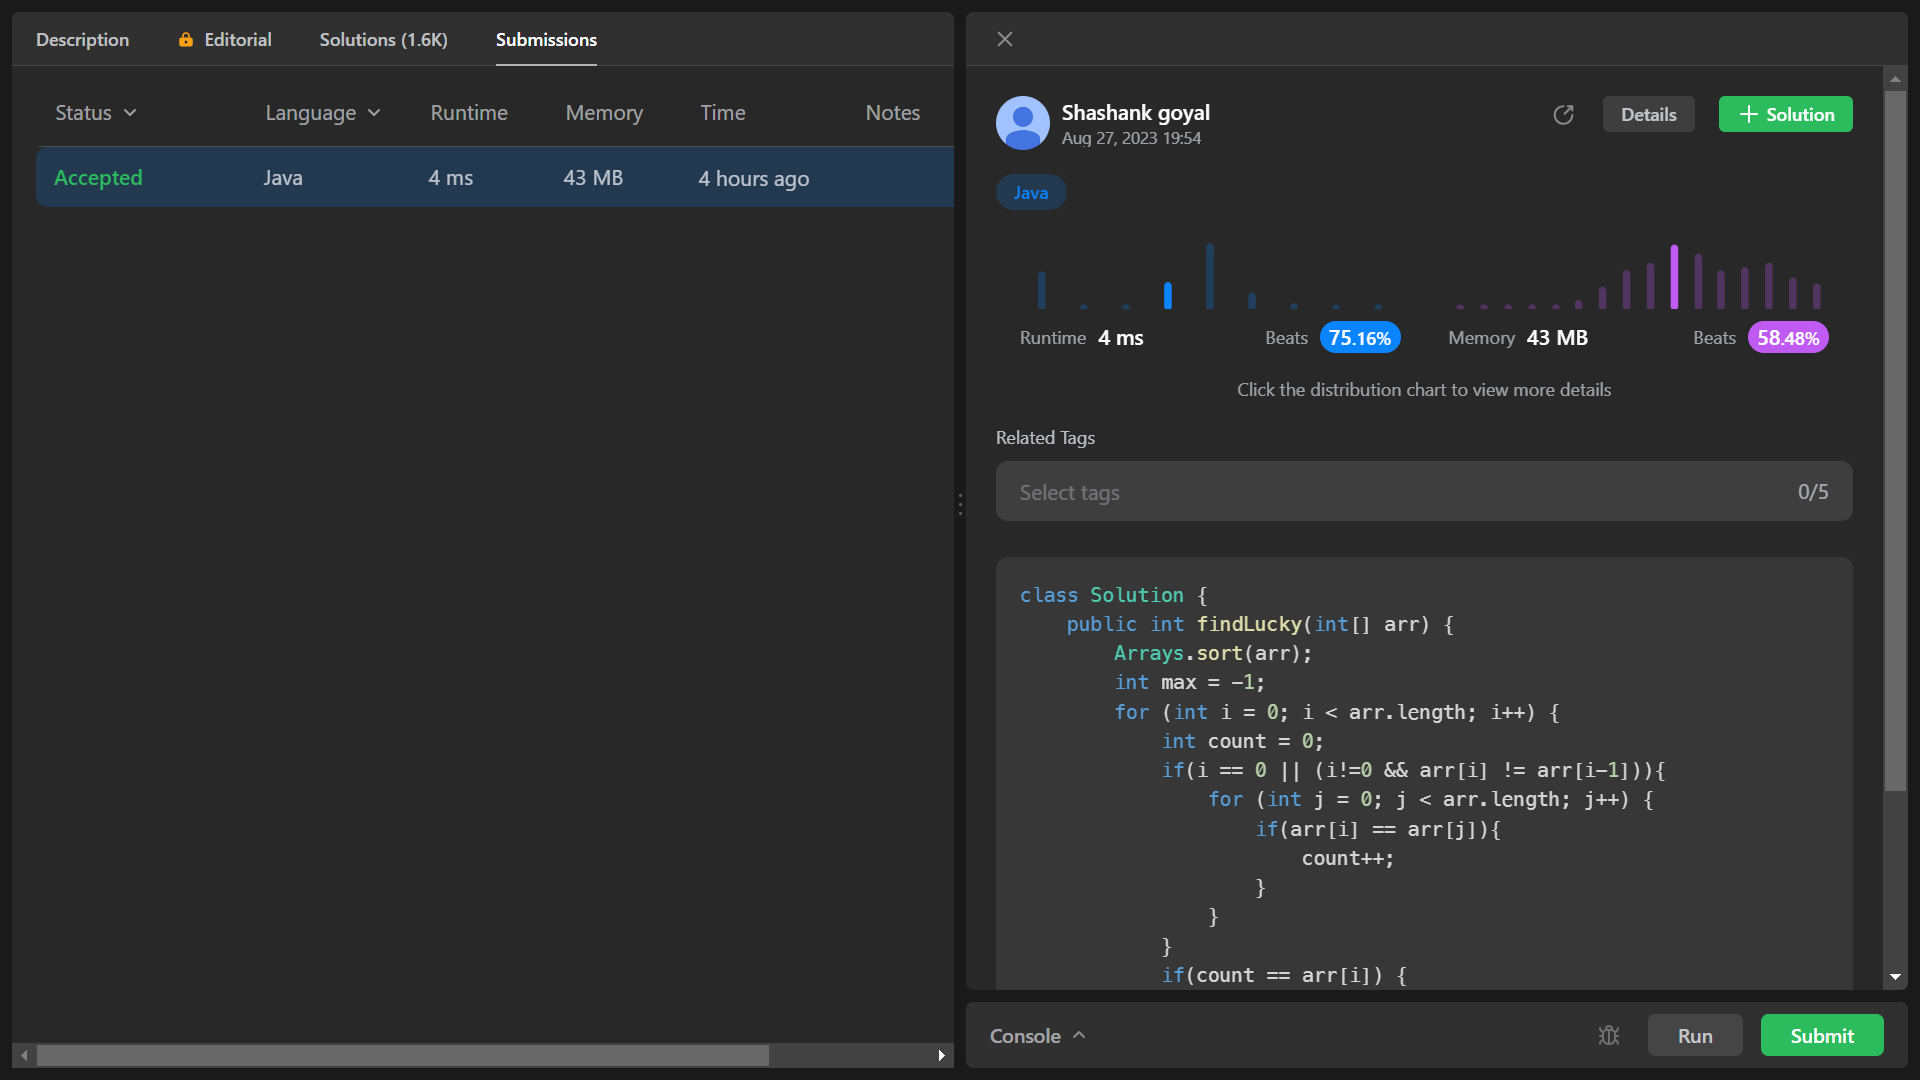 Description Editorial Solutions (1.6K) Submissions
Status Language Runtime Memory Time Notes
Accepted Java 4 ms 43 MB 4 hours ago
Shashank goyal
Aug 27, 2023 19:54
Details
Solution
Java
Runtime 4 ms Beats 75.16% Memory 43 MB Beats 58.48%
Click the distribution chart to view more details
Related Tags
Select tags 0/5
class Solution {
    public int findLucky(int[] arr) {
        Arrays.sort(arr);
        int max = -1;
        for (int i = 0; i < arr.length; i++) {
            int count = 0;
            if(i == 0 || (i!=0 && arr[i] != arr[i-1])){
                for (int j = 0; j < arr.length; j++) {
                    if(arr[i] == arr[j]){
                        count++;
                    }
                }
            }
            if(count == arr[i]) {
Console Run Submit